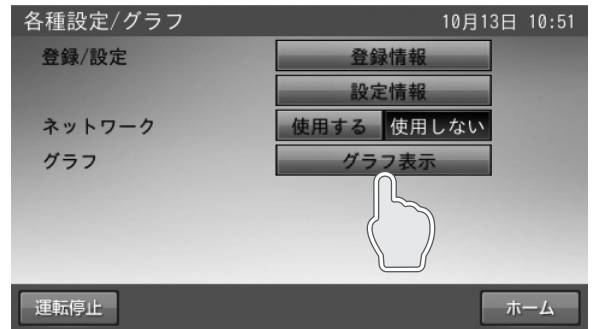 各種設定/グラフ 10月13日 10:51
登録/設定 登録情報
設定情報
ネットワーク 使用する 使用しない
グラフ グラフ表示
運転停止 ホーム